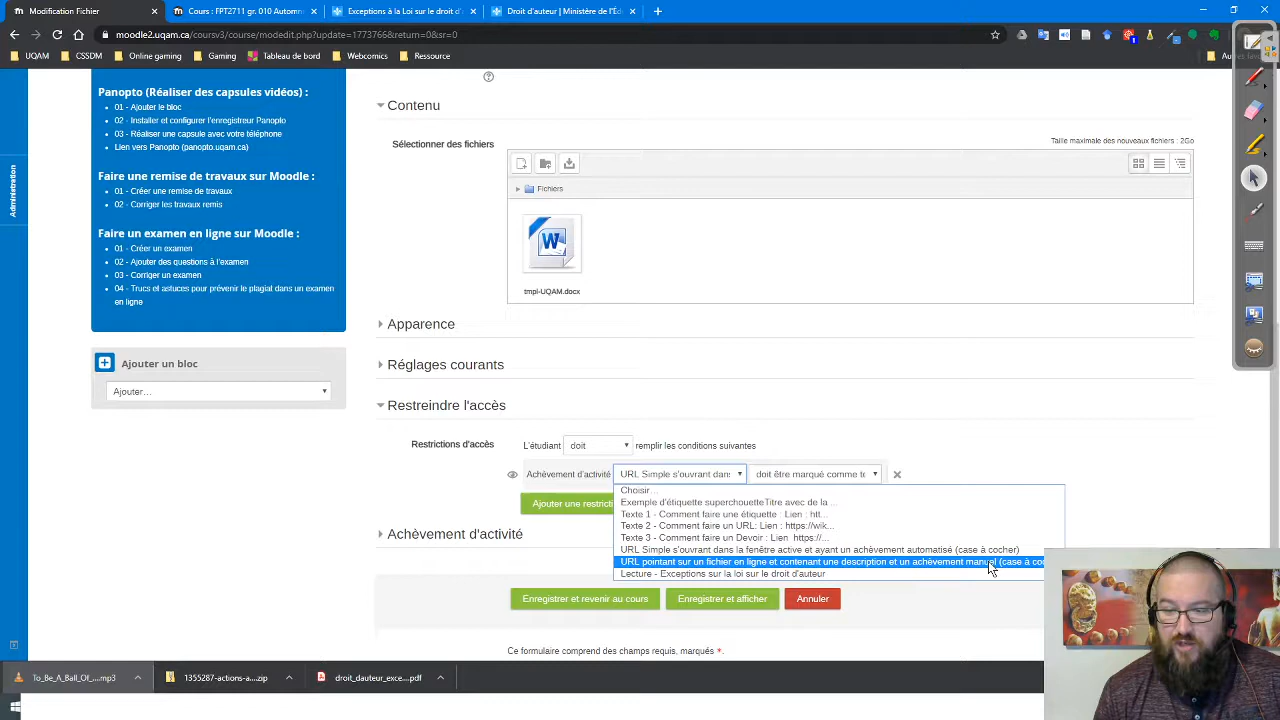 Modification Fichier
Cours : FPT2711 gr. 010 Automn
Exceptions à la Loi sur le droit d'a
Droit d'auteur | Ministère de l'Édu
moodle2.uqam.ca/coursv3/course/modedit.php?update=1773766&return=0&sr=0
UQAM
CSSDM
Online gaming
Gaming
Tableau de bord
Webcomics
Ressource
Autres favo
Administration
Panopto (Réaliser des capsules vidéos) :
01 - Ajouter le bloc
02 - Installer et configurer l'enregistreur Panopto
03 - Réaliser une capsule avec votre téléphone
Lien vers Panopto (panopto.uqam.ca)
Faire une remise de travaux sur Moodle :
01 - Créer une remise de travaux
02 - Corriger les travaux remis
Faire un examen en ligne sur Moodle :
01 - Créer un examen
02 - Ajouter des questions à l'examen
03 - Corriger un examen
04 - Trucs et astuces pour prévenir le plagiat dans un examen
en ligne
Ajouter un bloc
Ajouter...
Contenu
Sélectionner des fichiers
Taille maximale des nouveaux fichiers : 2Go
Fichiers
W
tmpl-UQAM.docx
Apparence
Réglages courants
Restreindre l'accès
Restrictions d'accès
L'étudiant doit remplir les conditions suivantes
Achèvement d'activité URL Simple s'ouvrant dans doit être marqué comme te
Choisir...
Exemple d'étiquette superchouetteTitre avec de la ...
Texte 1 - Comment faire une étiquette : Lien : htt...
Texte 2 - Comment faire un URL: Lien : https://wik...
Texte 3 - Comment faire un Devoir : Lien https://...
URL Simple s'ouvrant dans la fenêtre active et ayant un achèvement automatisé (case à cocher)
URL pointant sur un fichier en ligne et contenant une description et un achèvement manuel (case à coc
Lecture - Exceptions sur la loi sur le droit d'auteur
Ajouter une restricti
Achèvement d'activité
Enregistrer et revenir au cours
Enregistrer et afficher
Annuler
Ce formulaire comprend des champs requis, marqués *.
To_Be_A_Ball_Of_....mp3
1355287-actions-a....zip
droit_dauteur_exce....pdf